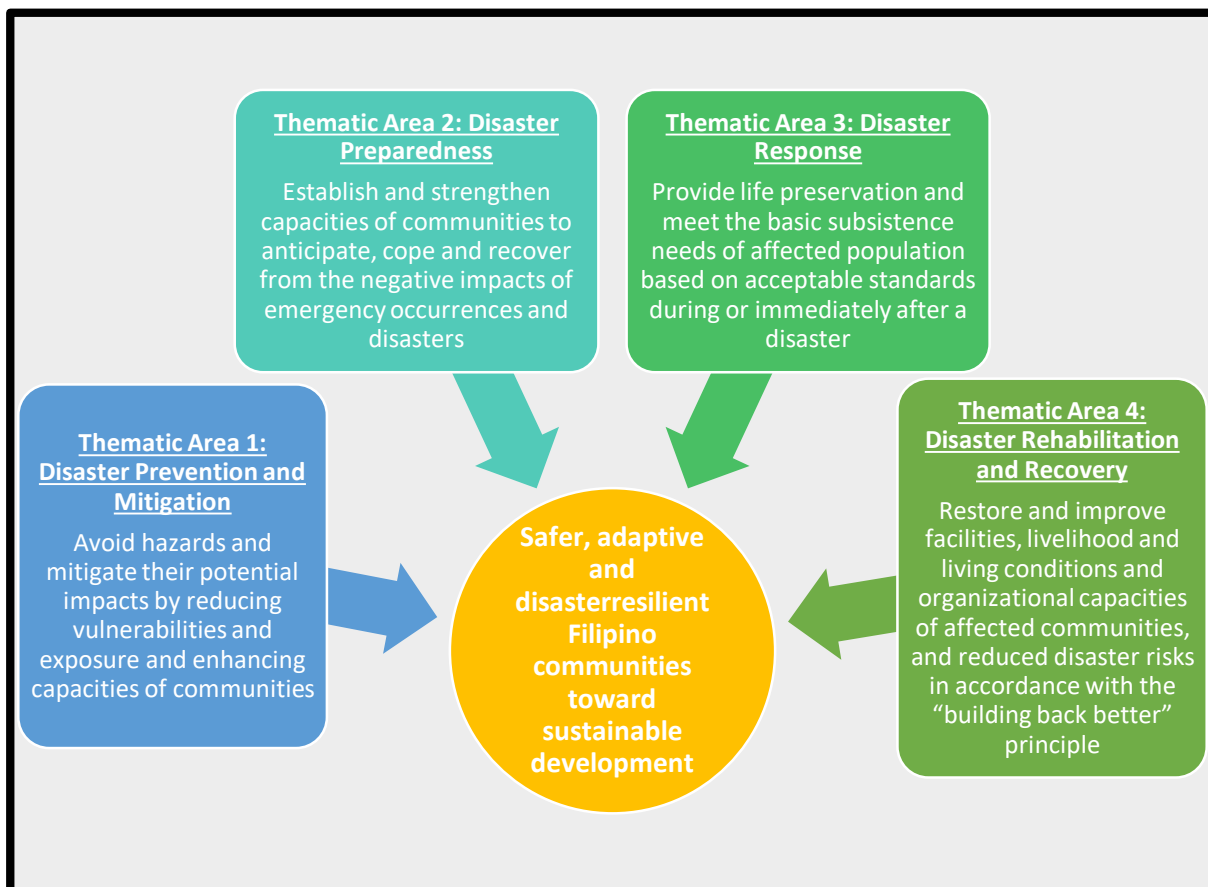 Thematic Area 1:
Disaster Prevention and
Mitigation
Avoid hazards and
mitigate their potential
impacts by reducing
vulnerabilities and
exposure and enhancing
capacities of communities
Thematic Area 2: Disaster
Preparedness
Establish and strengthen
capacities of communities to
anticipate, cope and recover
from the negative impacts of
emergency occurrences and
disasters
Thematic Area 3: Disaster
Response
Provide life preservation and
meet the basic subsistence
needs of affected population
based on acceptable standards
during or immediately after a
disaster
Thematic Area 4:
Disaster Rehabilitation
and Recovery
Restore and improve
facilities, livelihood and
living conditions and
organizational capacities
of affected communities,
and reduced disaster risks
in accordance with the
“building back better”
principle
Safer, adaptive
and
disasterresilient
Filipino
communities
toward
sustainable
development